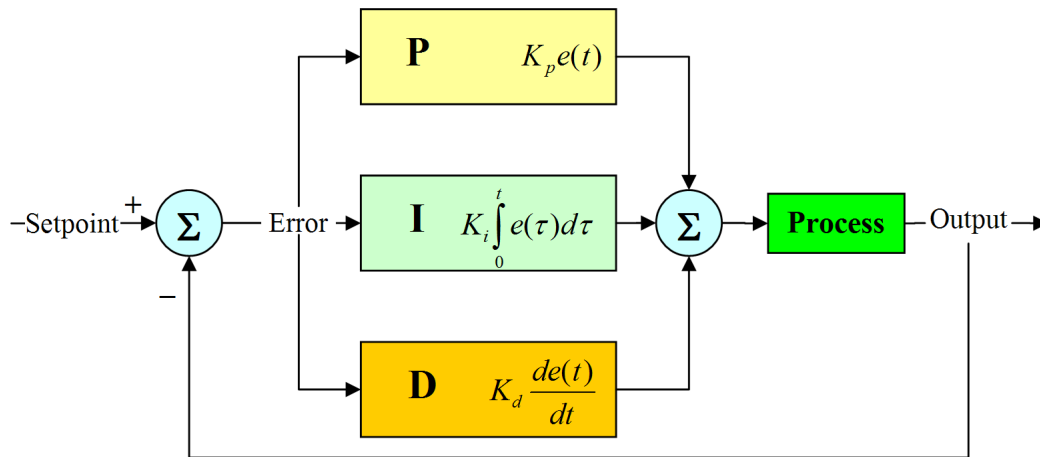 P K_p e(t)
Setpoint + Σ Error I K_i ∫_0^t e(τ)dτ Σ Process Output
−
D K_d de(t)/dt